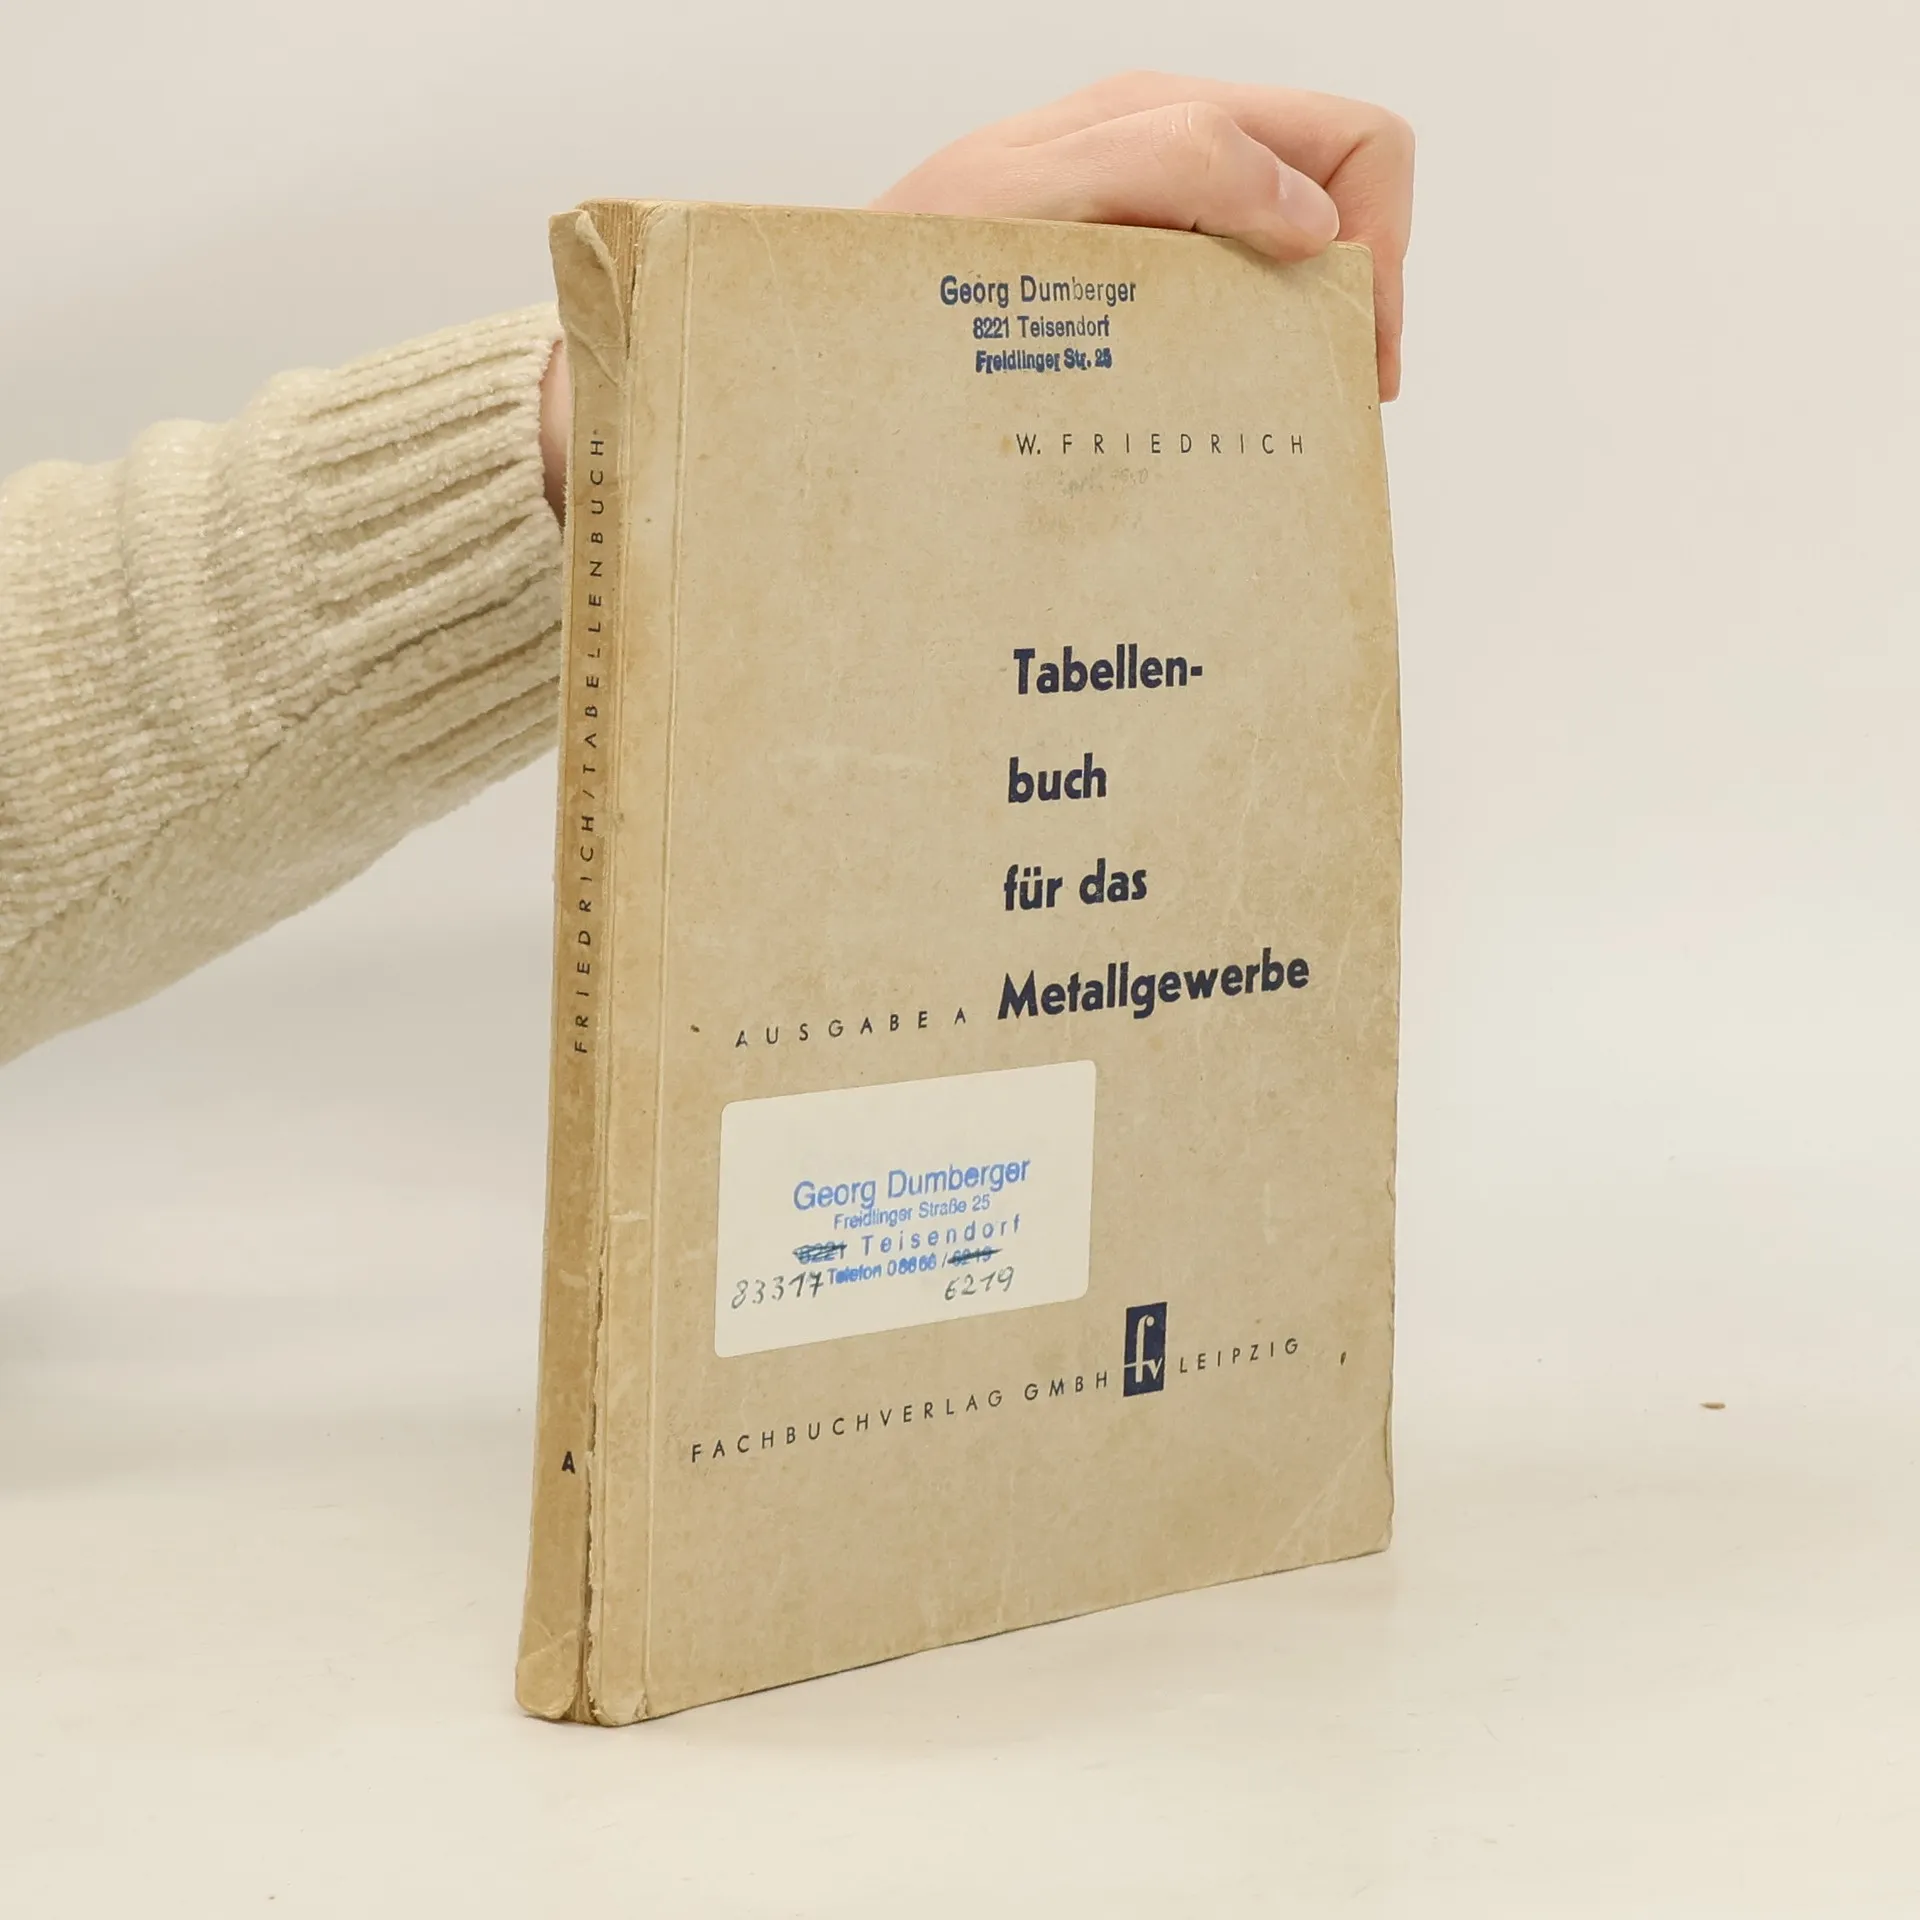 Georg Dumberger
8221 Teisendorf
Freidlinger Str. 25
W. FRIEDRICH
Tabellen-
buch
für das
AUSGABE A Metallgewerbe
Georg Dumberger
Freidlinger Straße 25
8221 Teisendorf
83317 Telefon 08666/6219
6219
FACHBUCHVERLAG GMBH fv LEIPZIG
FRIEDRICH/TABELLENBUCH
A